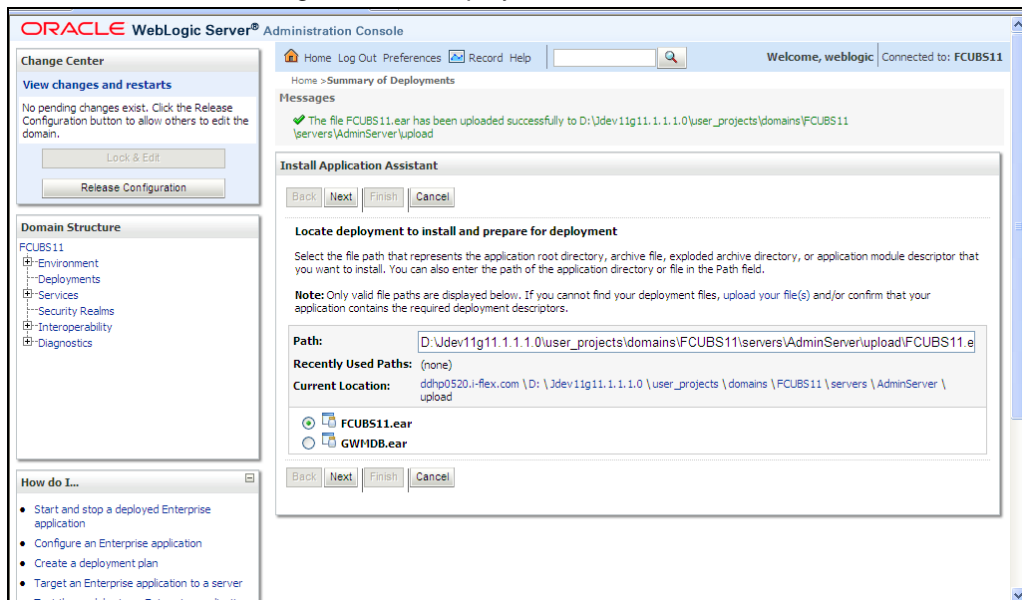 ORACLE WebLogic Server® Administration Console
Change Center
View changes and restarts
No pending changes exist. Click the Release
Configuration button to allow others to edit the
domain.
Lock & Edit
Release Configuration
Domain Structure
FCUBS11
Environment
Deployments
Services
Security Realms
Interoperability
Diagnostics
How do I...
Start and stop a deployed Enterprise
application
Configure an Enterprise application
Create a deployment plan
Target an Enterprise application to a server
Home Log Out Preferences Record Help
Welcome, weblogic Connected to: FCUBS11
Home >Summary of Deployments
Messages
The file FCUBS11.ear has been uploaded successfully to D:\Jdev11g11.1.1.1.0\user_projects\domains\FCUBS11
\servers\AdminServer\upload
Install Application Assistant
Back Next Finish Cancel
Locate deployment to install and prepare for deployment
Select the file path that represents the application root directory, archive file, exploded archive directory, or application module descriptor that
you want to install. You can also enter the path of the application directory or file in the Path field.
Note: Only valid file paths are displayed below. If you cannot find your deployment files, upload your file(s) and/or confirm that your
application contains the required deployment descriptors.
Path: D:\Jdev11g11.1.1.1.0\user_projects\domains\FCUBS11\servers\AdminServer\upload\FCUBS11.e
Recently Used Paths: (none)
Current Location: ddhp0520.i-flex.com \ D: \ Jdev11g11.1.1.1.0 \ user_projects \ domains \ FCUBS11 \ servers \ AdminServer \
upload
FCUBS11.ear
GWMDB.ear
Back Next Finish Cancel